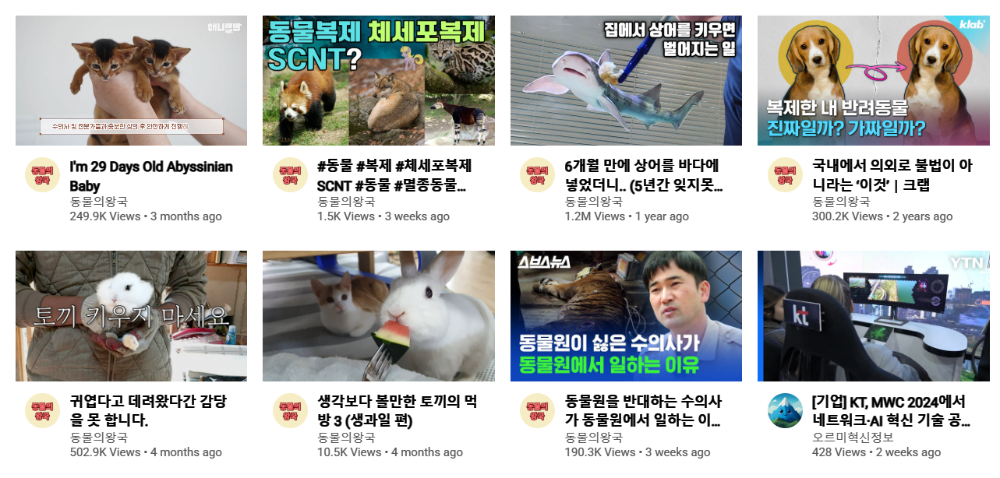 애니멀봐
수의사 및 전문가들과 충분한 상의 후 안전하게 진행하
동물의
왕국
I'm 29 Days Old Abyssinian
Baby
동물의왕국
249.9K Views • 3 months ago
동물복제 체세포복제
SCNT?
동물의
왕국
#동물 #복제 #체세포복제
SCNT #동물 #멸종동물...
동물의왕국
1.5K Views • 3 weeks ago
집에서 상어를 키우면
벌어지는 일
동물의
왕국
6개월 만에 상어를 바다에
넣었더니.. (5년간 잊지못...
동물의왕국
1.2M Views • 1 year ago
klab
복제한 내 반려동물
진짜일까? 가짜일까?
동물의
왕국
국내에서 의외로 불법이 아
니라는 ‘이것’ | 크랩
동물의왕국
300.2K Views • 2 years ago
토끼 키우지 마세요
동물의
왕국
귀엽다고 데려왔다간 감당
을 못 합니다.
동물의왕국
502.9K Views • 4 months ago
동물의
왕국
생각보다 볼만한 토끼의 먹
방 3 (생과일 편)
동물의왕국
10.5K Views • 4 months ago
스브스뉴스
동물원이 싫은 수의사가
동물원에서 일하는 이유
동물의
왕국
동물원을 반대하는 수의사
가 동물원에서 일하는 이...
동물의왕국
190.3K Views • 3 weeks ago
YTN
kt
[기업] KT, MWC 2024에서
네트워크·AI 혁신 기술 공...
오르미혁신정보
428 Views • 2 weeks ago